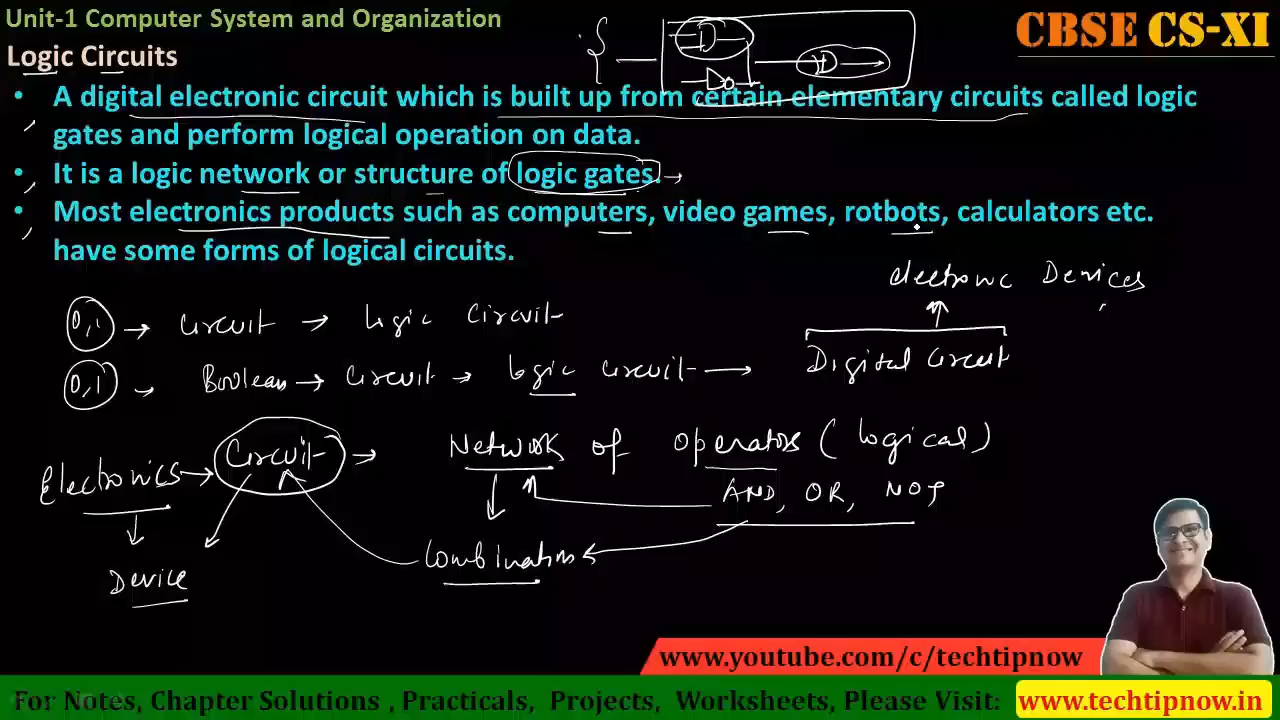 Unit-1 Computer System and Organization
CBSE CS-XI
Logic Circuits
• A digital electronic circuit which is built up from certain elementary circuits called logic
gates and perform logical operation on data.
• It is a logic network or structure of logic gates.
• Most electronics products such as computers, video games, rotbots, calculators etc.
have some forms of logical circuits.
electronic Devices
0,1 → circuit → Logic Circuit
Digital Circuit
0,1 → Boolean → Circuit → Logic Circuit →
Electronics → Circuit → Network of operators (logical)
AND, OR, NOT
Combinations
Device
www.youtube.com/c/techtipnow
For Notes, Chapter Solutions , Practicals, Projects, Worksheets, Please Visit: www.techtipnow.in